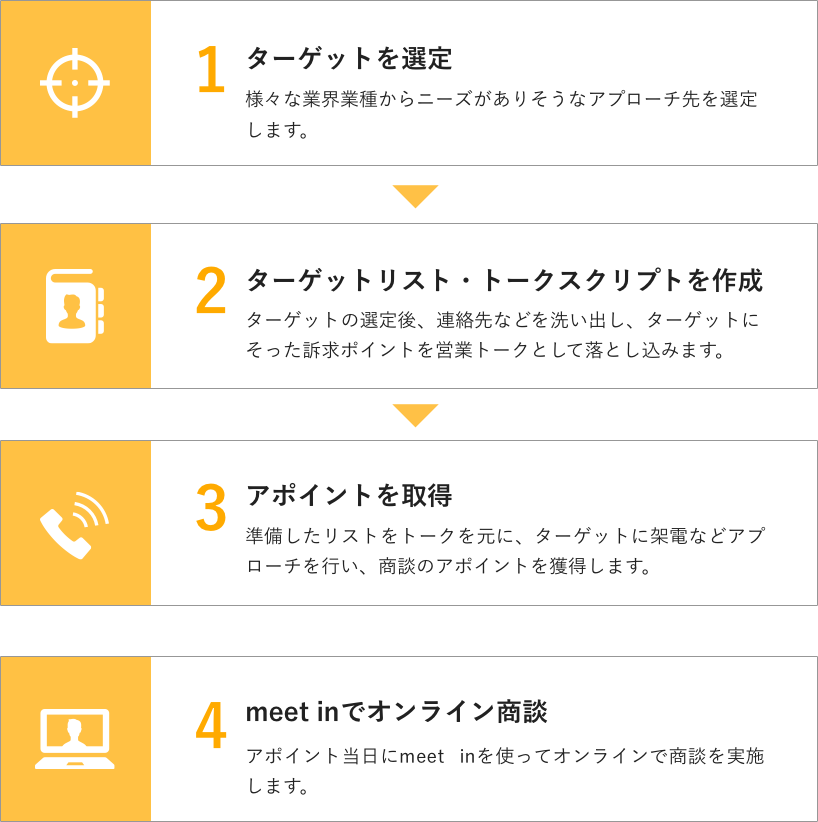 1 ターゲットを選定
様々な業界業種からニーズがありそうなアプローチ先を選定
します。
2 ターゲットリスト・トークスクリプトを作成
ターゲットの選定後、連絡先などを洗い出し、ターゲットに
そった訴求ポイントを営業トークとして落とし込みます。
3 アポイントを取得
準備したリストをトークを元に、ターゲットに架電などアプ
ローチを行い、商談のアポイントを獲得します。
4 meet inでオンライン商談
アポイント当日にmeet inを使ってオンラインで商談を実施
します。